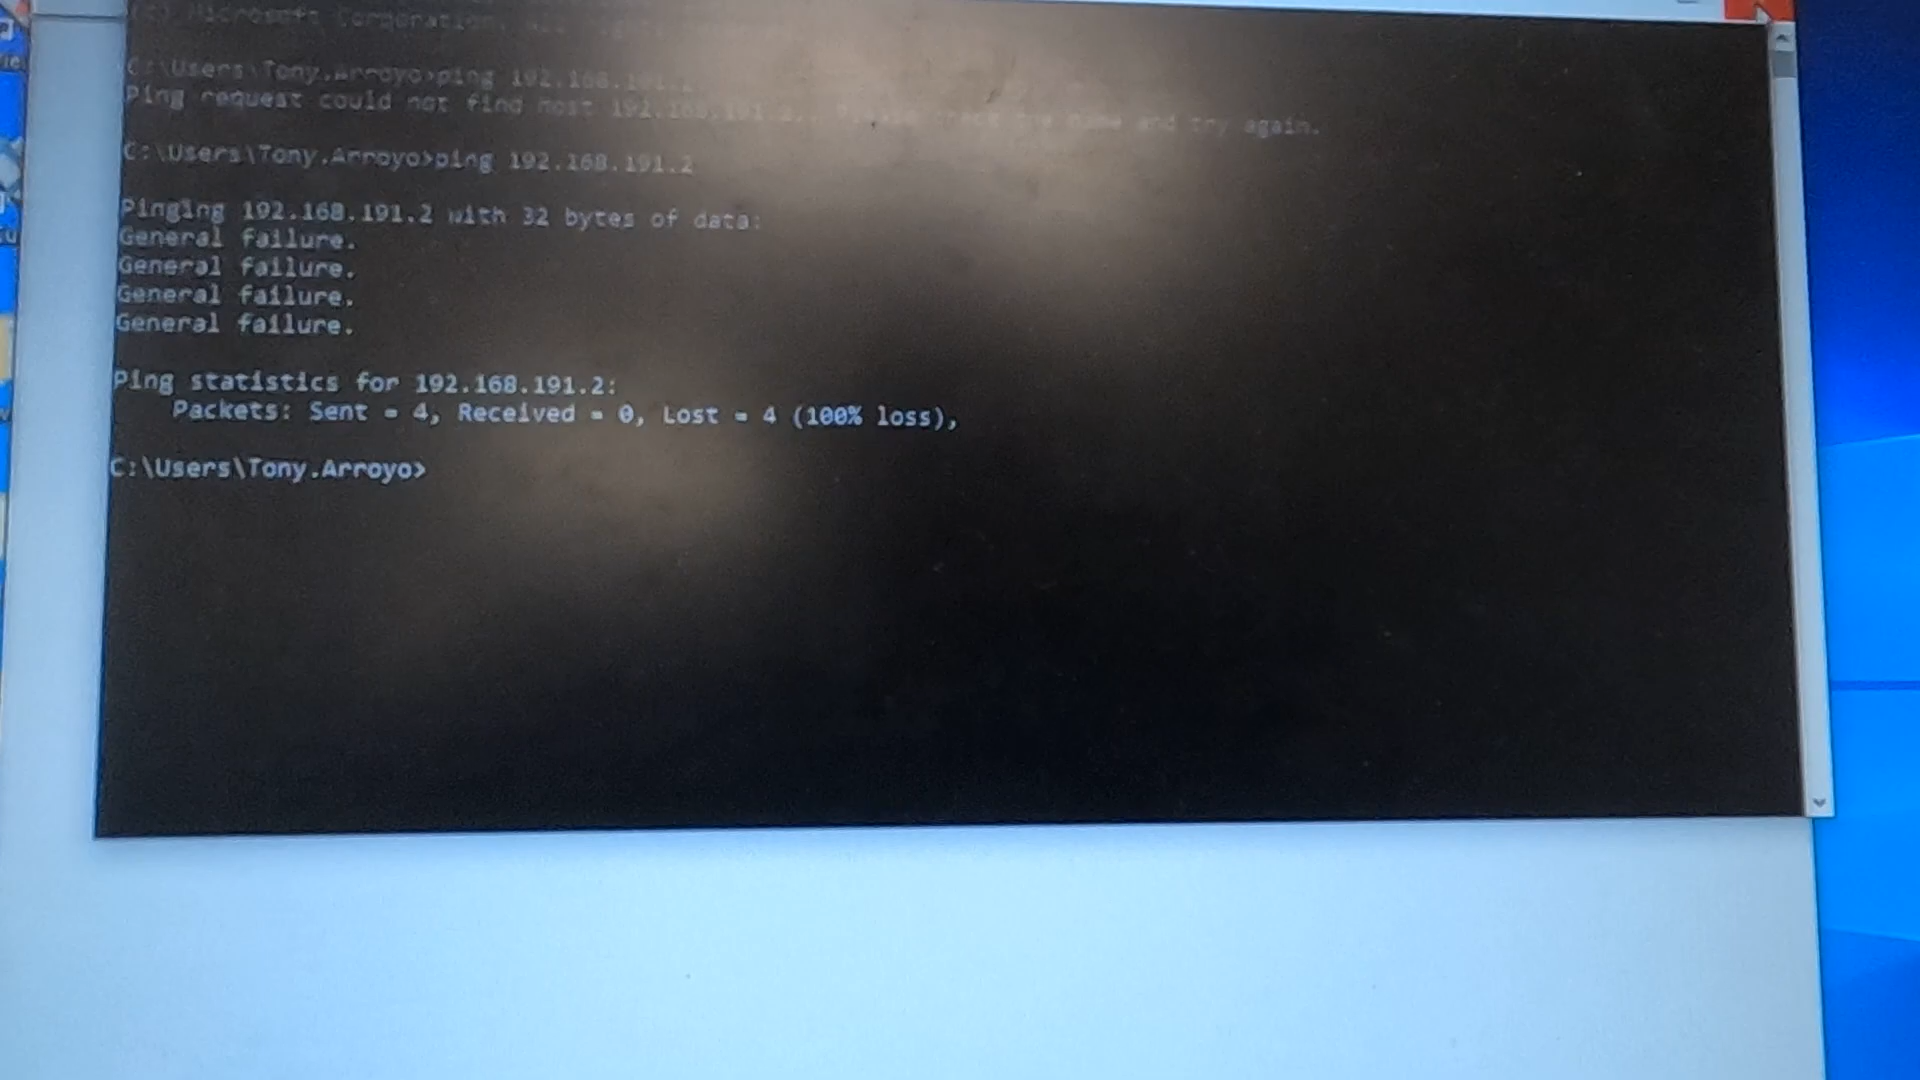 (c) Microsoft Corporation. All rights
C:\Users\Tony.Arroyo>ping 192.168.191.2.
Ping request could not find host 192.168.191.2.. Please check the name and try again.
C:\Users\Tony.Arroyo>ping 192.168.191.2
Pinging 192.168.191.2 with 32 bytes of data:
General failure.
General failure.
General failure.
General failure.
Ping statistics for 192.168.191.2:
Packets: Sent = 4, Received = 0, Lost = 4 (100% loss),
C:\Users\Tony.Arroyo>